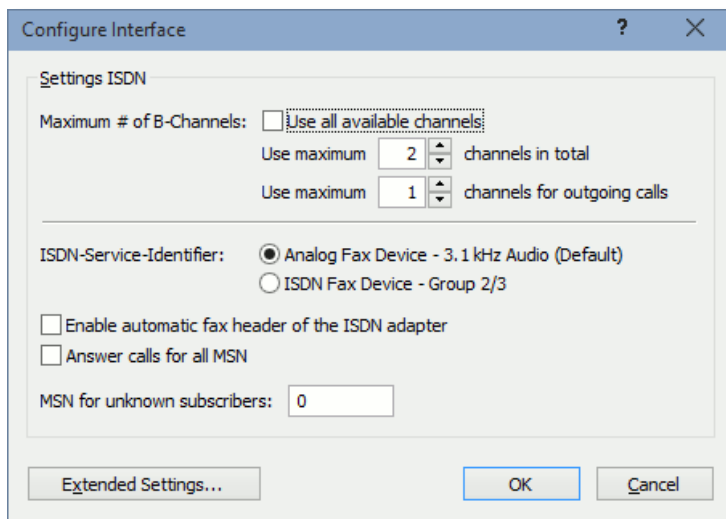 Configure Interface ?
Settings ISDN
Maximum # of B-Channels: Use all available channels
Use maximum 2 channels in total
Use maximum 1 channels for outgoing calls
ISDN-Service-Identifier: Analog Fax Device - 3.1 kHz Audio (Default)
ISDN Fax Device - Group 2/3
Enable automatic fax header of the ISDN adapter
Answer calls for all MSN
MSN for unknown subscribers: 0
Extended Settings... OK Cancel